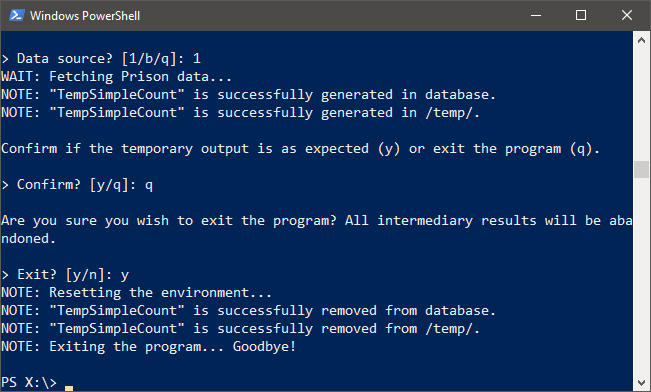 Windows PowerShell
> Data source? [1/b/q]: 1
WAIT: Fetching Prison data...
NOTE: "TempSimpleCount" is successfully generated in database.
NOTE: "TempSimpleCount" is successfully generated in /temp/.
Confirm if the temporary output is as expected (y) or exit the program (q).
> Confirm? [y/q]: q
Are you sure you wish to exit the program? All intermediary results will be aba
ndoned.
> Exit? [y/n]: y
NOTE: Resetting the environment...
NOTE: "TempSimpleCount" is successfully removed from database.
NOTE: "TempSimpleCount" is successfully removed from /temp/.
NOTE: Exiting the program... Goodbye!
PS X:\>